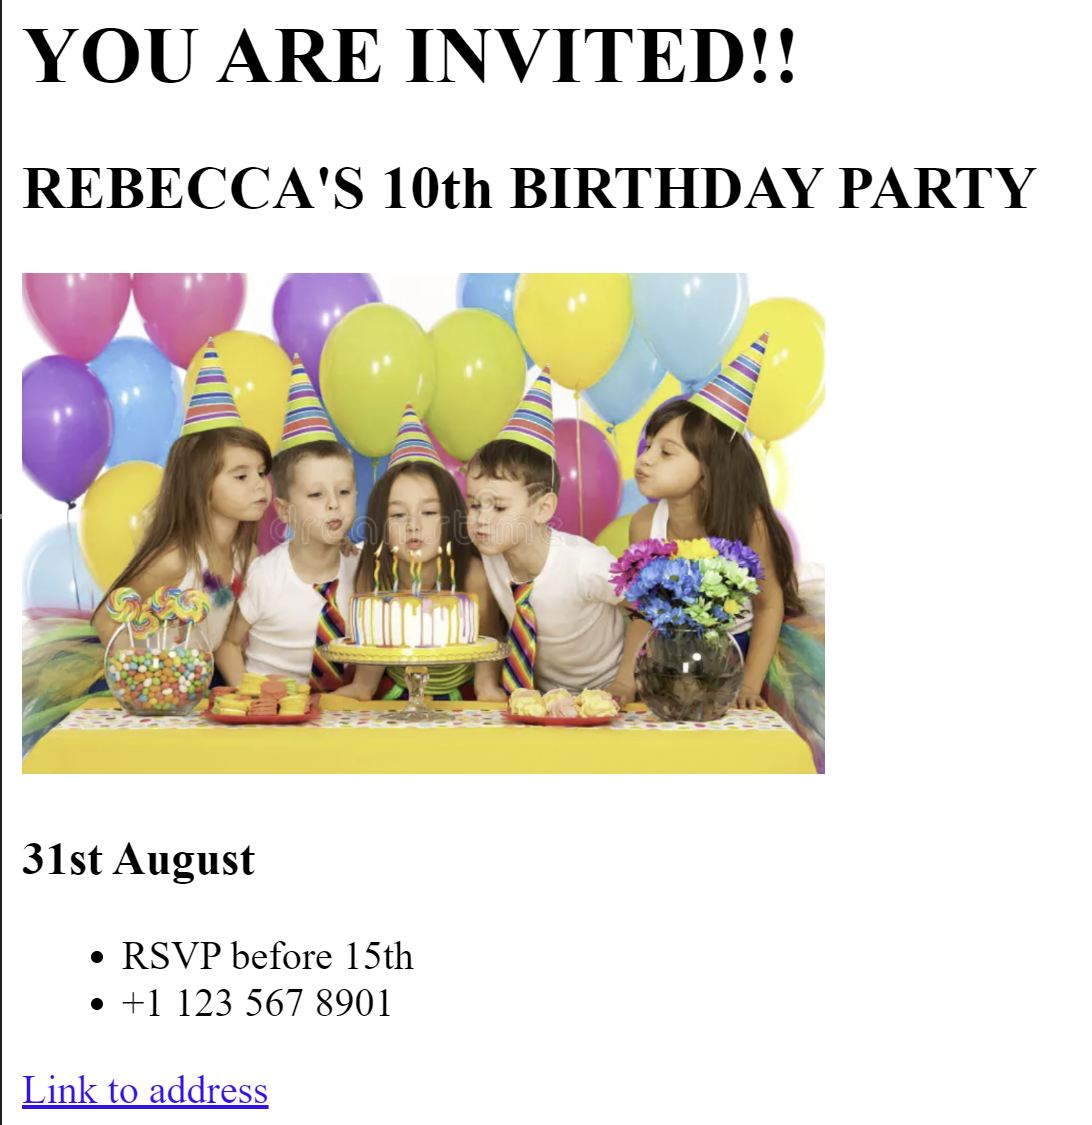 YOU ARE INVITED!!
REBECCA'S 10th BIRTHDAY PARTY
dreamstime
31st August
• RSVP before 15th
• +1 123 567 8901
Link to address